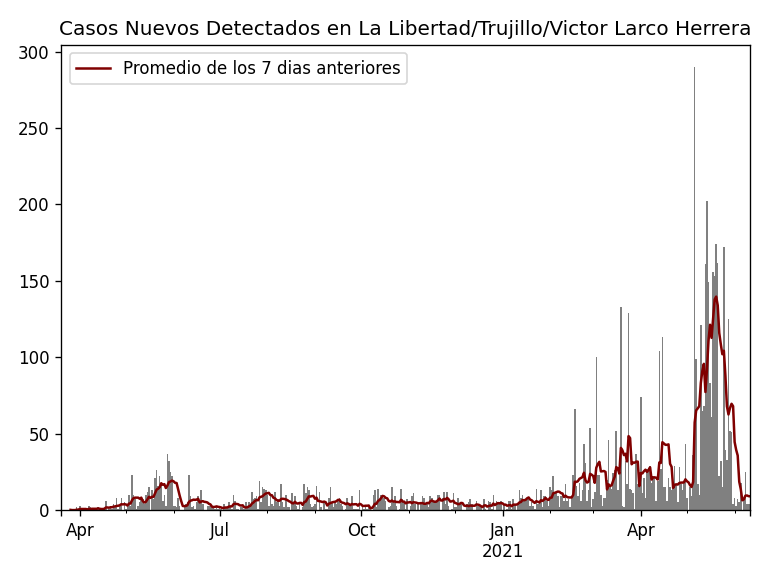 Casos Nuevos Detectados en La Libertad/Trujillo/Victor Larco Herrera
Promedio de los 7 dias anteriores
300
250
200
150
100
50
0
Apr
Jul
Oct
Jan
2021
Apr